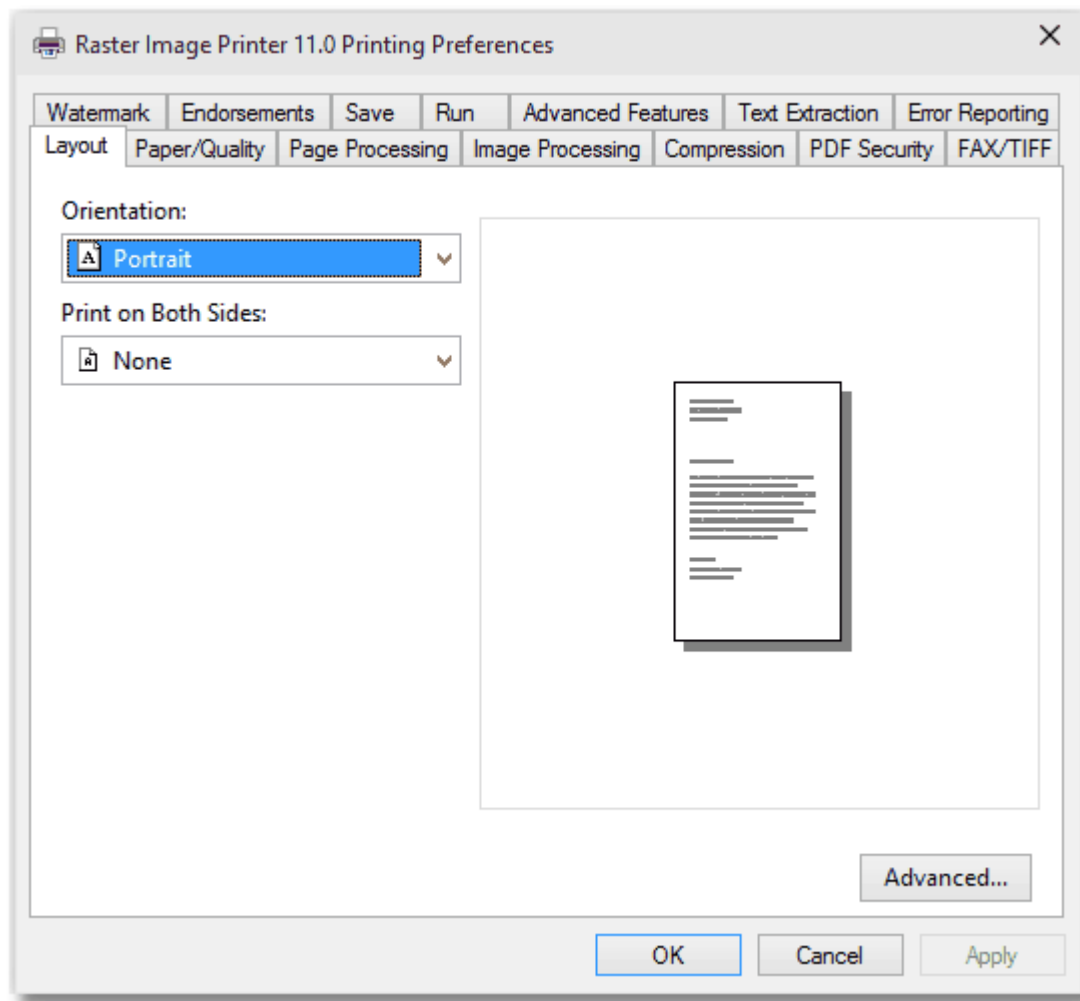 Raster Image Printer 11.0 Printing Preferences
Watermark Endorsements Save Run Advanced Features Text Extraction Error Reporting
Layout Paper/Quality Page Processing Image Processing Compression PDF Security FAX/TIFF
Orientation:
A Portrait
Print on Both Sides:
A None
Advanced...
OK Cancel Apply